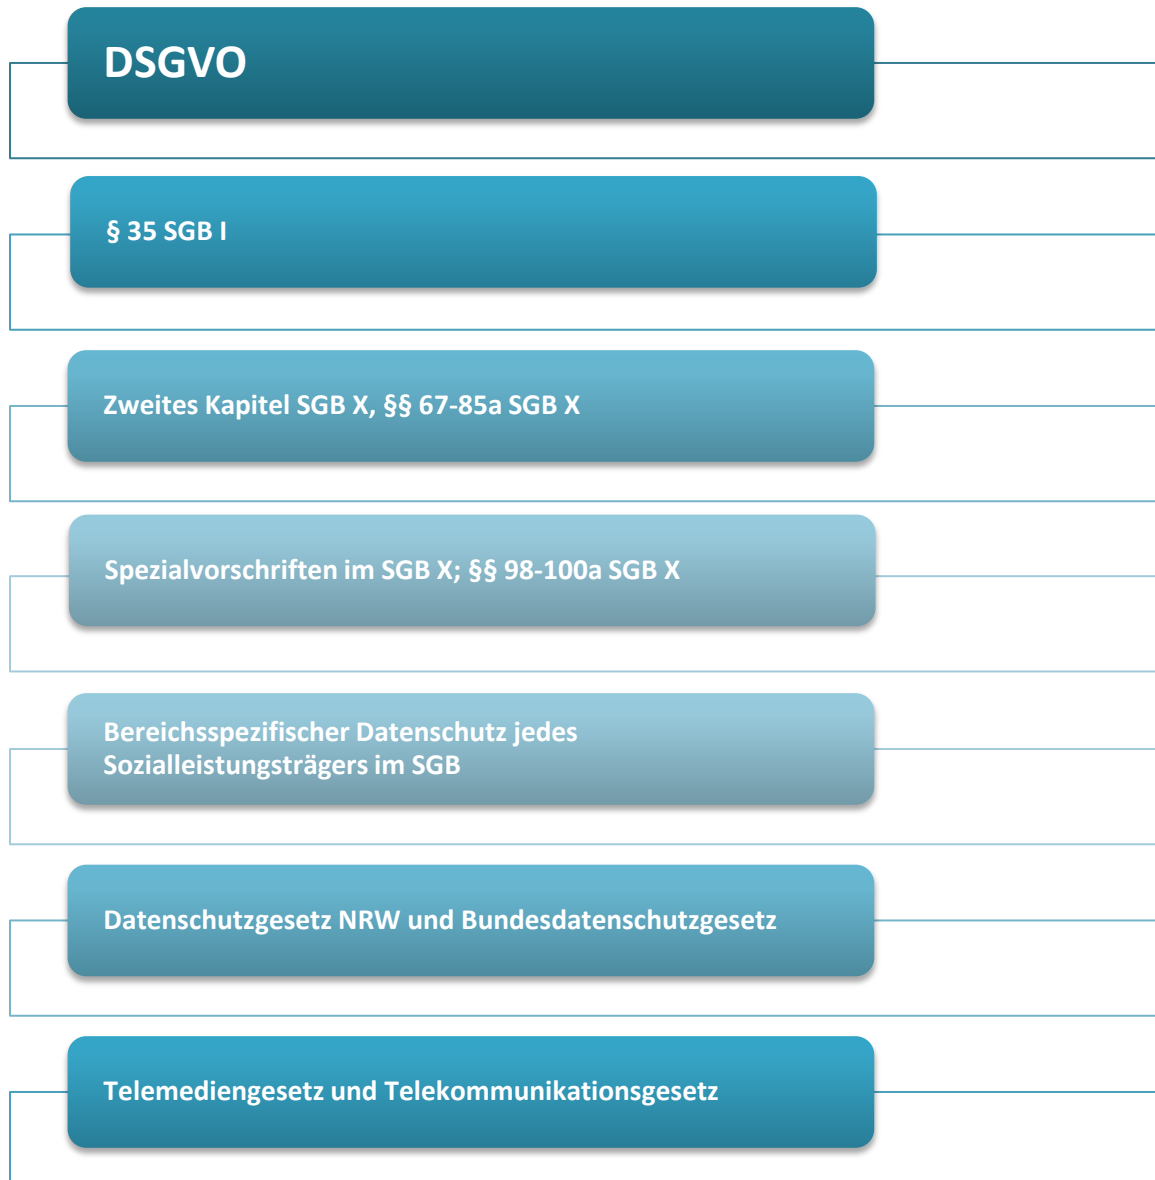 DSGVO
§ 35 SGB I
Zweites Kapitel SGB X, §§ 67-85a SGB X
Spezialvorschriften im SGB X; §§ 98-100a SGB X
Bereichsspezifischer Datenschutz jedes
Sozialleistungsträgers im SGB
Datenschutzgesetz NRW und Bundesdatenschutzgesetz
Telemediengesetz und Telekommunikationsgesetz